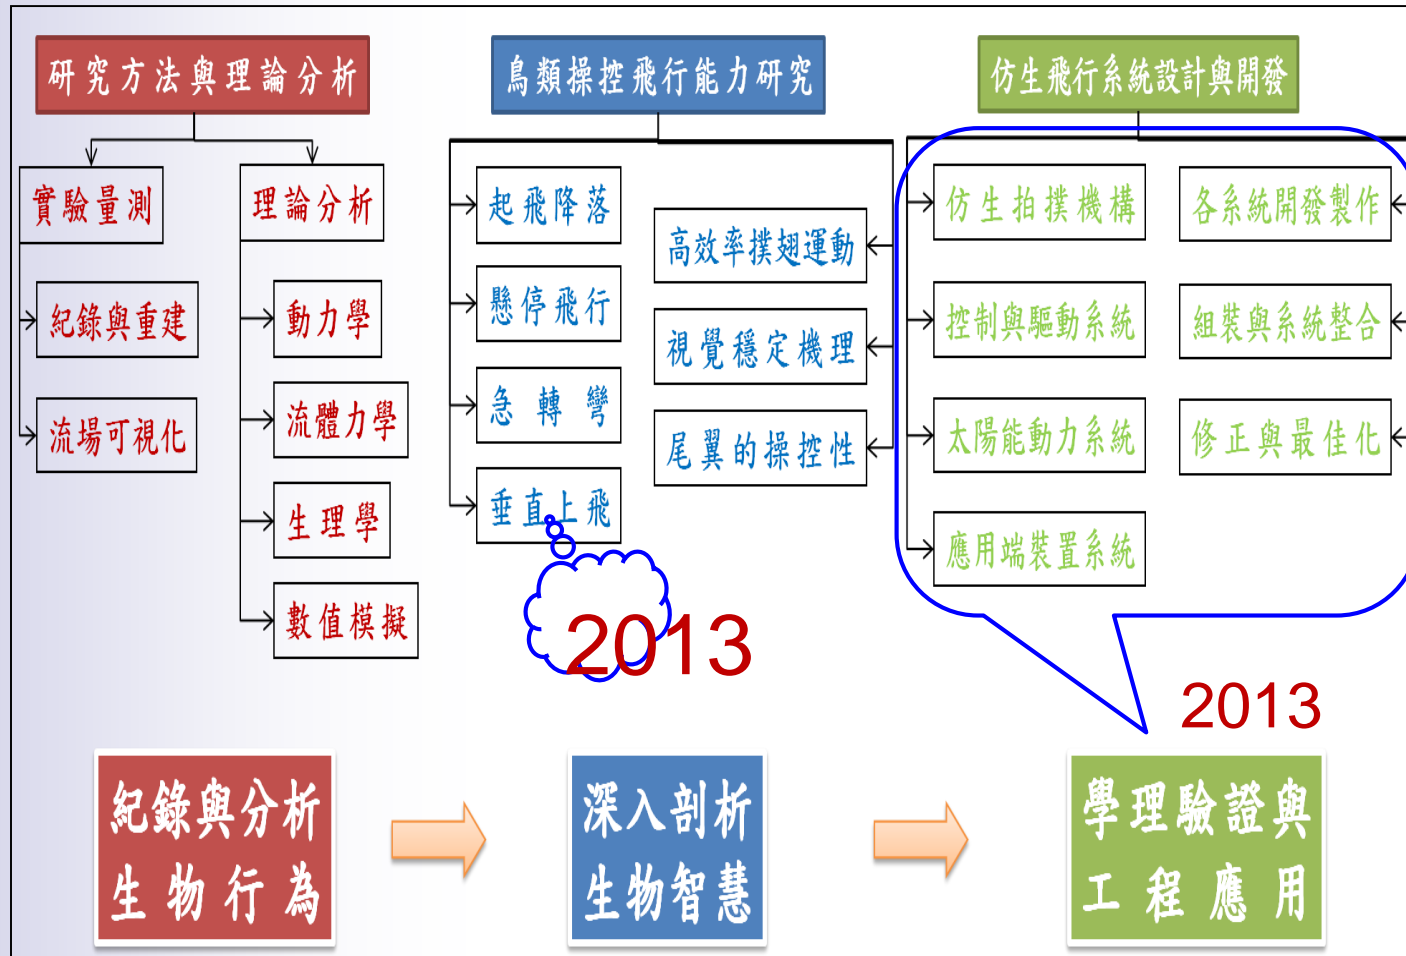 研究方法與理論分析
實驗量測
理論分析
紀錄與重建
流場可視化
動力學
流體力學
生理學
數值模擬
鳥類操控飛行能力研究
起飛降落
懸停飛行
急轉彎
垂直上飛
高效率撲翅運動
視覺穩定機理
尾翼的操控性
2013
仿生飛行系統設計與開發
仿生拍撲機構
控制與驅動系統
太陽能動力系統
應用端裝置系統
各系統開發製作
組裝與系統整合
修正與最佳化
2013
紀錄與分析
生物行為
深入剖析
生物智慧
學理驗證與
工程應用